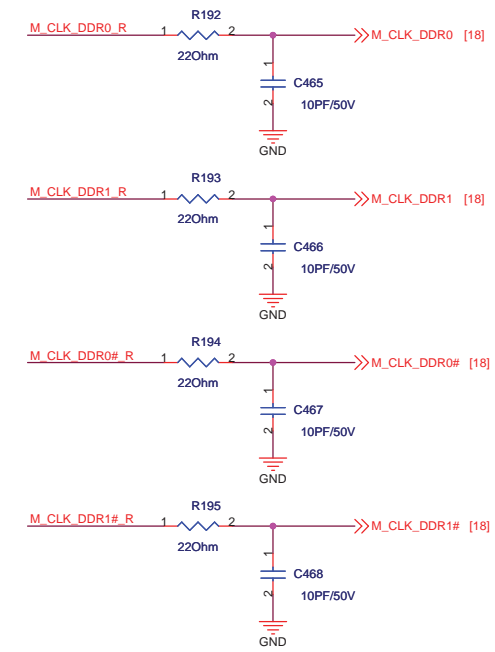 R192
M_CLK_DDR0_R 1 2 M_CLK_DDR0 [18]
22Ohm
1
C465
2 10PF/50V
GND
R193
M_CLK_DDR1_R 1 2 M_CLK_DDR1 [18]
22Ohm
1
C466
2 10PF/50V
GND
R194
M_CLK_DDR0#_R 1 2 M_CLK_DDR0# [18]
22Ohm
1
C467
2 10PF/50V
GND
R195
M_CLK_DDR1#_R 1 2 M_CLK_DDR1# [18]
22Ohm
1
C468
2 10PF/50V
GND